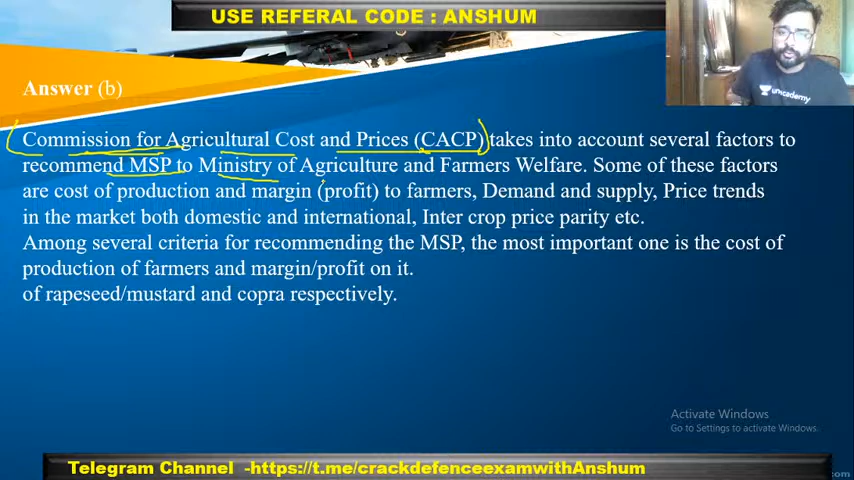 USE REFERAL CODE : ANSHUM
unacademy
Answer (b)
Commission for Agricultural Cost and Prices (CACP) takes into account several factors to
recommend MSP to Ministry of Agriculture and Farmers Welfare. Some of these factors
are cost of production and margin (profit) to farmers, Demand and supply, Price trends
in the market both domestic and international, Inter crop price parity etc.
Among several criteria for recommending the MSP, the most important one is the cost of
production of farmers and margin/profit on it.
of rapeseed/mustard and copra respectively.
Activate Windows
Go to Settings to activate Windows.
Telegram Channel -https://t.me/crackdefenceexamwithAnshum
om